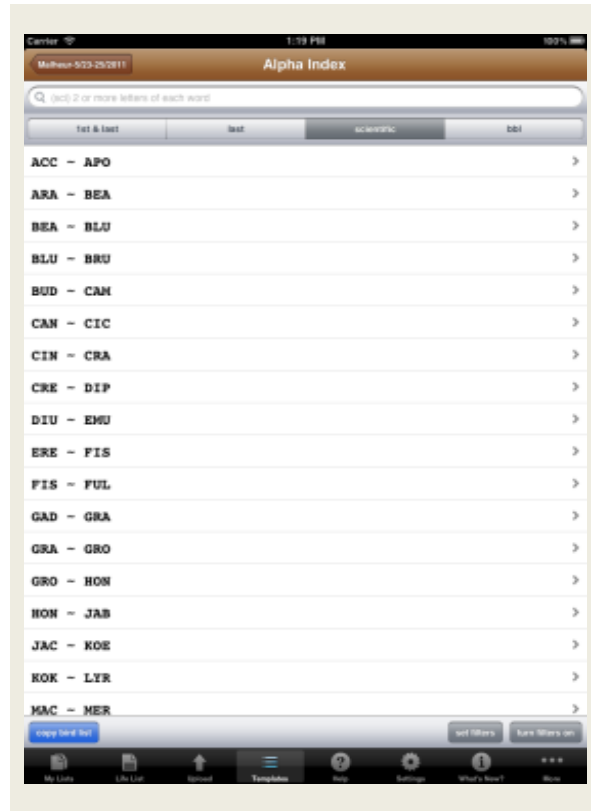 Carrier 1:19 PM 100%
Malheur-5/23-25/2011 Alpha Index
(sci) 2 or more letters of each word
1st & last last scientific bbl
ACC ~ APO
ARA ~ BEA
BEA ~ BLU
BLU ~ BRU
BUD ~ CAM
CAN ~ CIC
CIN ~ CRA
CRE ~ DIP
DIU ~ EMU
ERE ~ FIS
FIS ~ FUL
GAD ~ GRA
GRA ~ GRO
GRO ~ HON
HON ~ JAB
JAC ~ KOE
KOK ~ LYR
MAC ~ MER
copy bird list set filters turn filters on
My Lists Life List Upload Templates Help Settings What's New? More